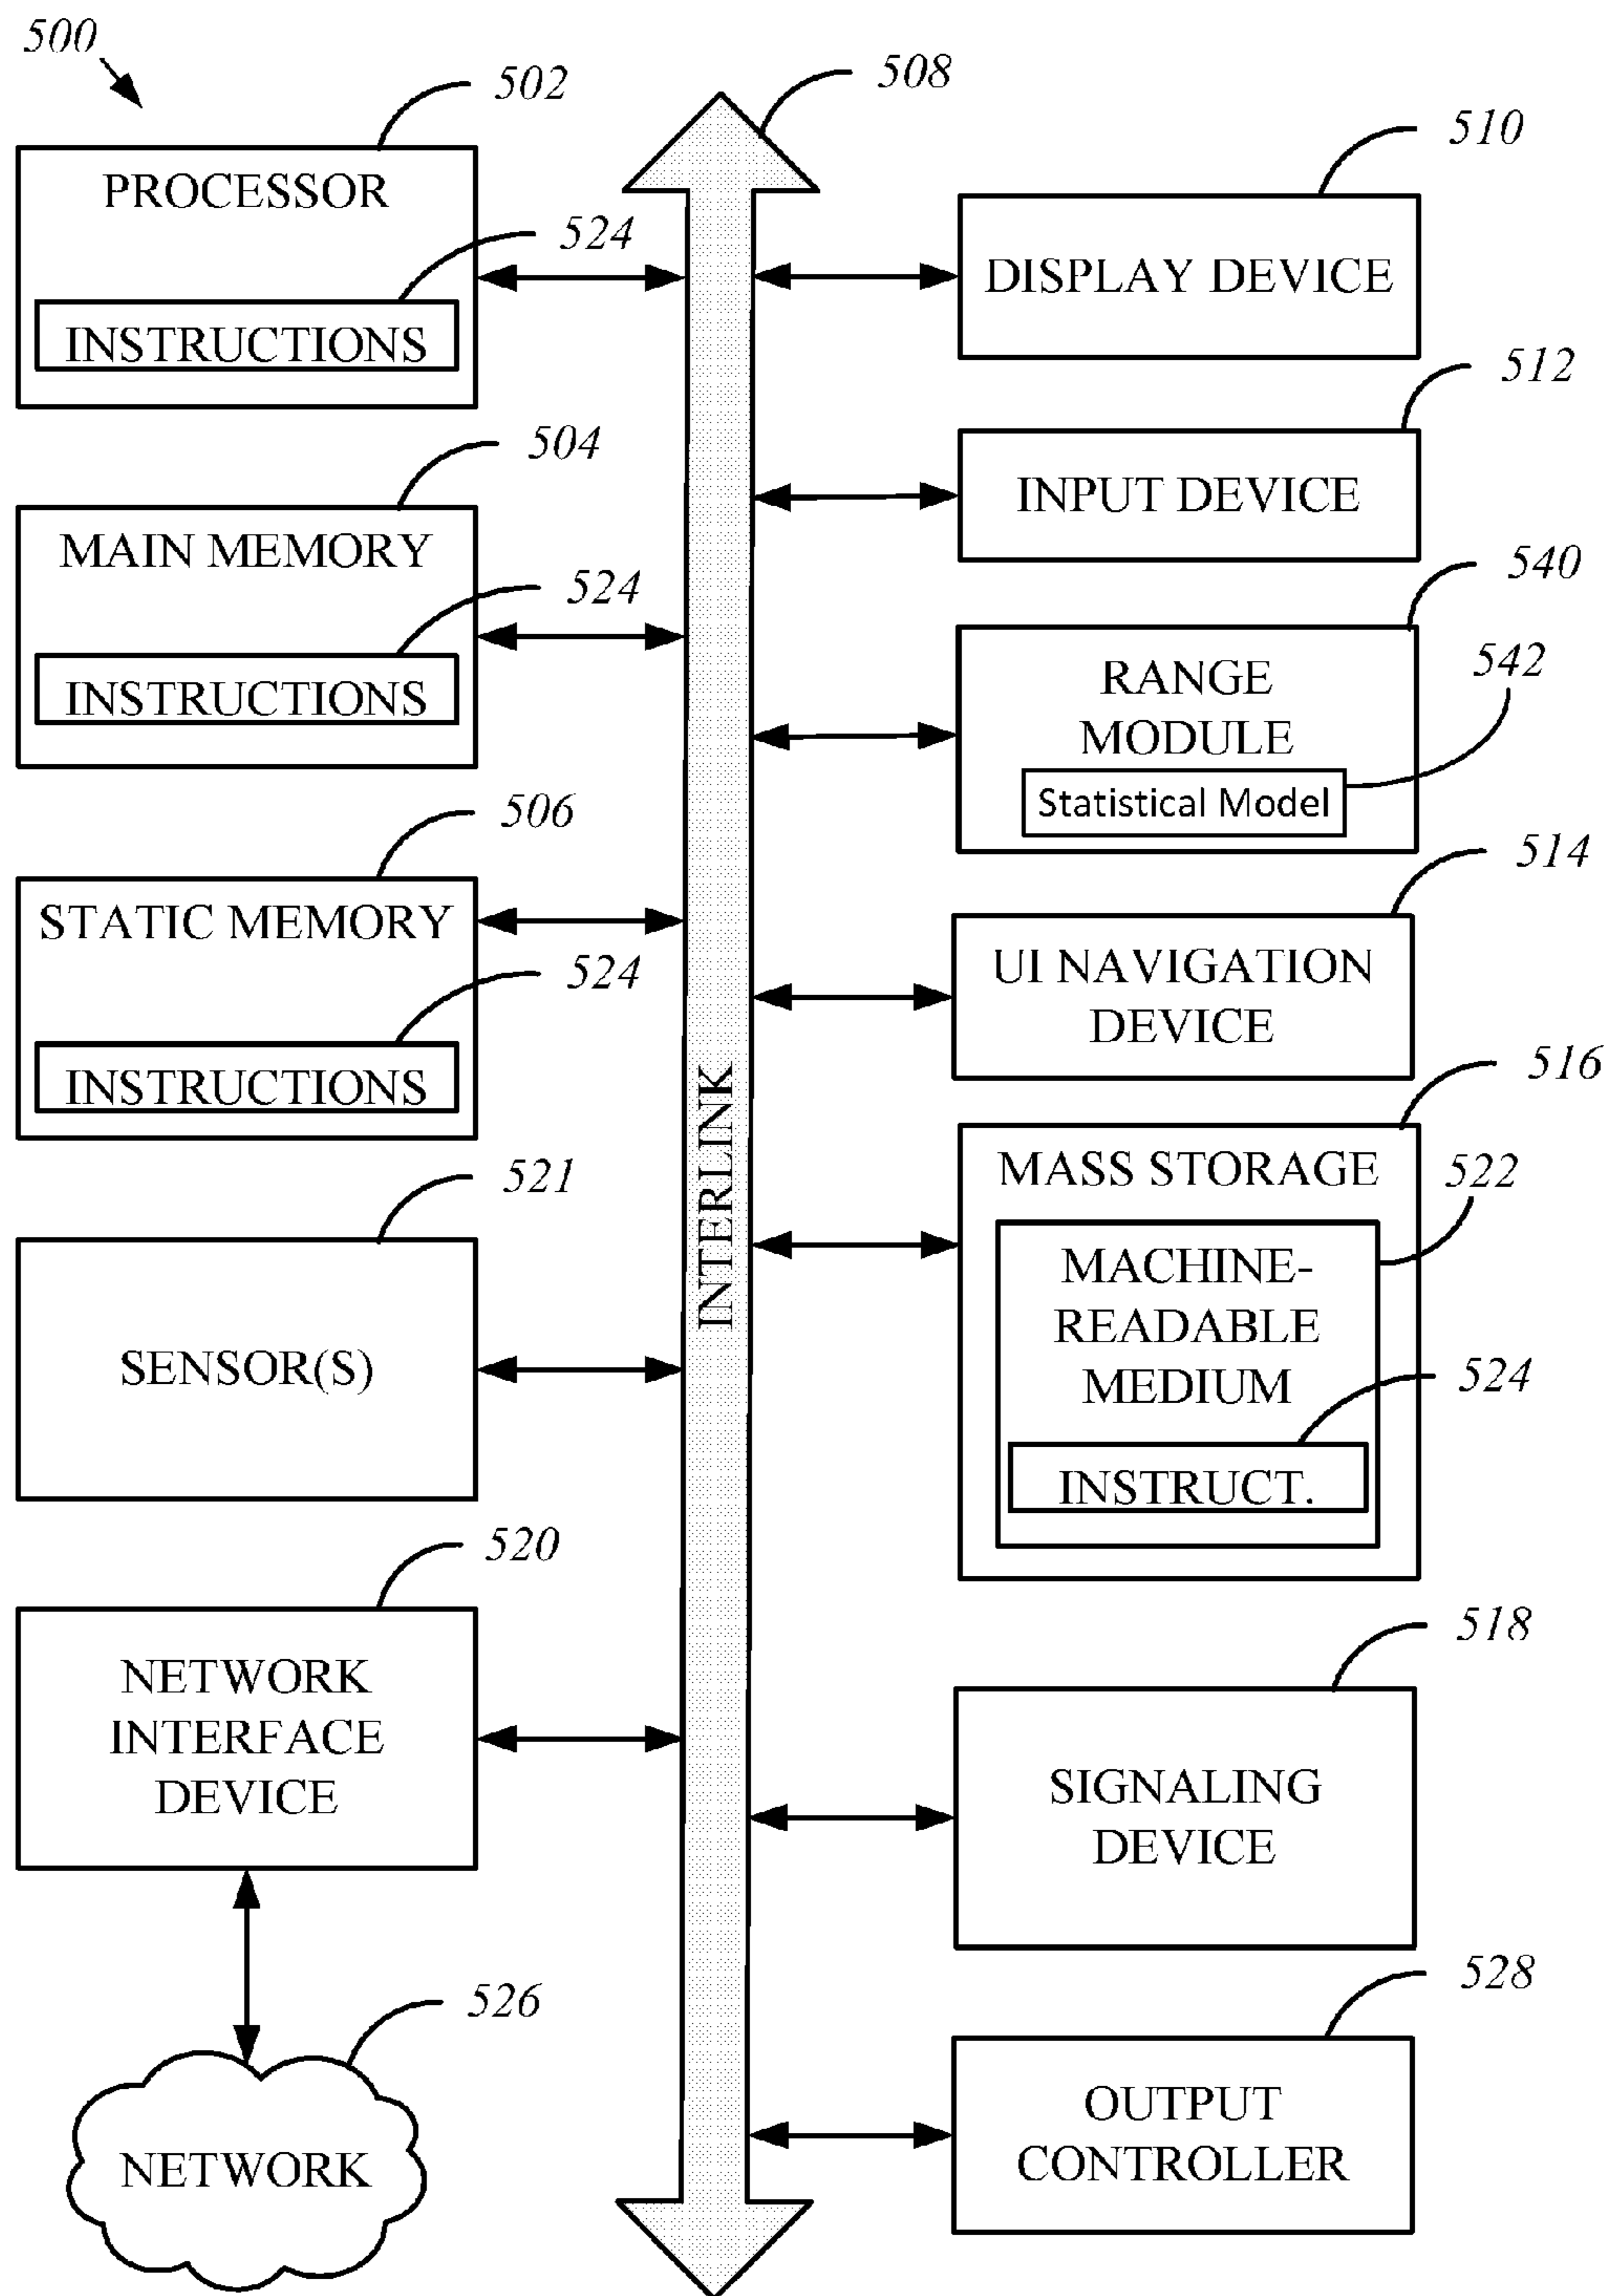 500
502
PROCESSOR
524
INSTRUCTIONS
504
MAIN MEMORY
524
INSTRUCTIONS
506
STATIC MEMORY
524
INSTRUCTIONS
521
SENSOR(S)
520
NETWORK
INTERFACE
DEVICE
526
NETWORK
508
INTERLINK
510
DISPLAY DEVICE
512
INPUT DEVICE
540
RANGE
MODULE
542
Statistical Model
514
UI NAVIGATION
DEVICE
516
MASS STORAGE
522
MACHINE-
READABLE
MEDIUM
524
INSTRUCT.
518
SIGNALING
DEVICE
528
OUTPUT
CONTROLLER